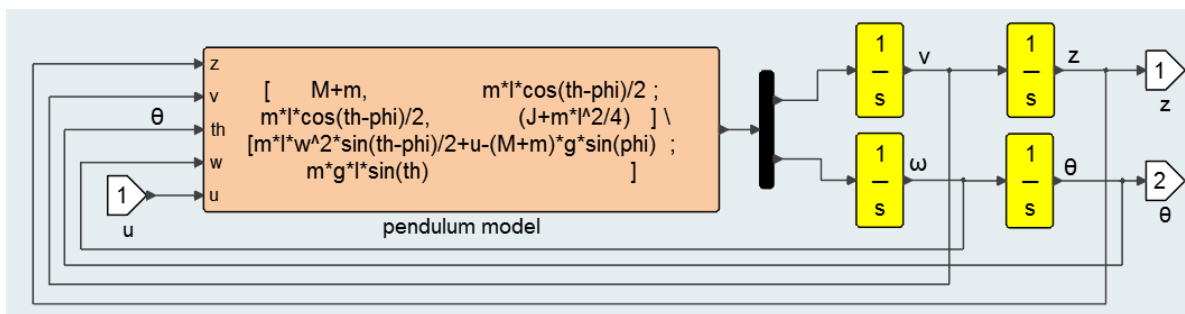 z
v
θ
th
w
1
u
u
[ M+m, m*l*cos(th-phi)/2 ;
m*l*cos(th-phi)/2, (J+m*l^2/4) ] \
[m*l*w^2*sin(th-phi)/2+u-(M+m)*g*sin(phi) ;
m*g*l*sin(th) ]
pendulum model
1
s
v
1
s
z
1
z
1
s
ω
1
s
θ
2
θ